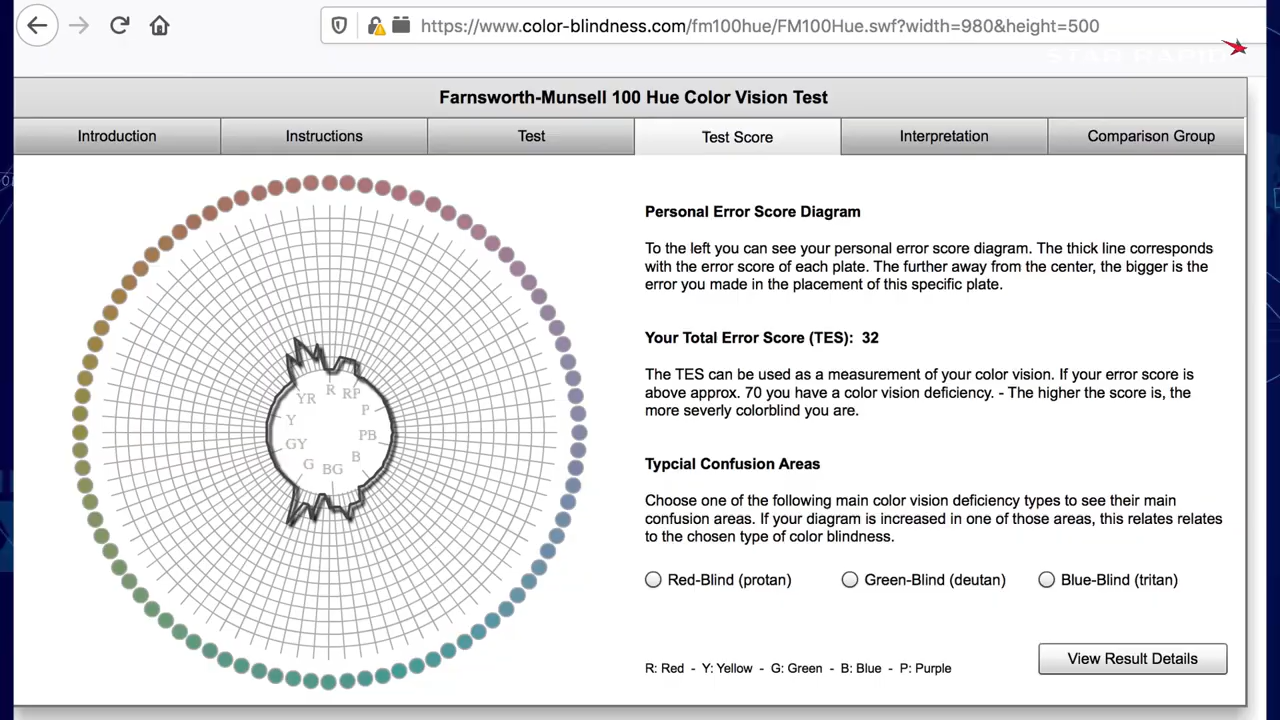 https://www.color-blindness.com/fm100hue/FM100Hue.swf?width=980&height=500
STAR RAPID
Farnsworth-Munsell 100 Hue Color Vision Test
Introduction
Instructions
Test
Test Score
Interpretation
Comparison Group
R
RP
P
PB
B
BG
G
GY
Y
YR
Personal Error Score Diagram
To the left you can see your personal error score diagram. The thick line corresponds
with the error score of each plate. The further away from the center, the bigger is the
error you made in the placement of this specific plate.
Your Total Error Score (TES): 32
The TES can be used as a measurement of your color vision. If your error score is
above approx. 70 you have a color vision deficiency. - The higher the score is, the
more severly colorblind you are.
Typcial Confusion Areas
Choose one of the following main color vision deficiency types to see their main
confusion areas. If your diagram is increased in one of those areas, this relates relates
to the chosen type of color blindness.
Red-Blind (protan)
Green-Blind (deutan)
Blue-Blind (tritan)
R: Red - Y: Yellow - G: Green - B: Blue - P: Purple
View Result Details